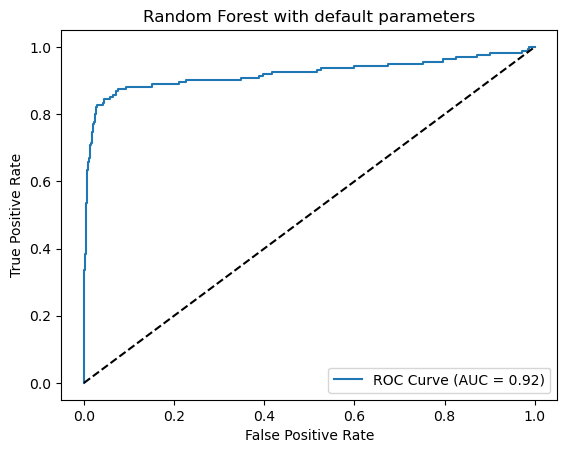 Random Forest with default parameters
1.0
0.8
0.6
0.4
0.2
0.0
True Positive Rate
0.0 0.2 0.4 0.6 0.8 1.0
False Positive Rate
ROC Curve (AUC = 0.92)